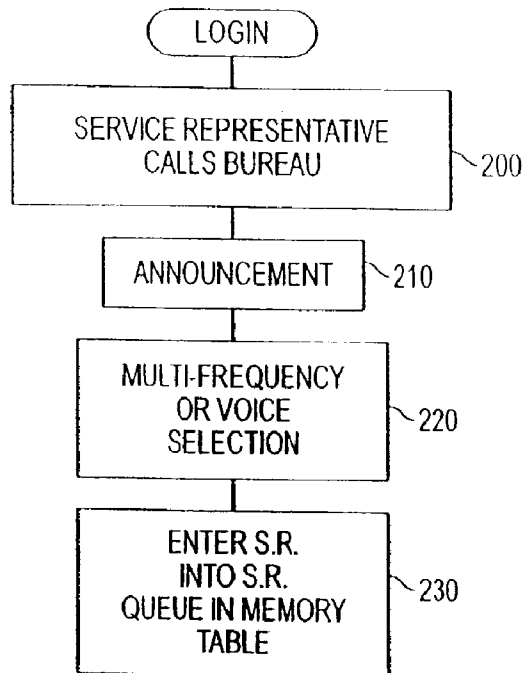 LOGIN
SERVICE REPRESENTATIVE
CALLS BUREAU
200
ANNOUNCEMENT
210
MULTI-FREQUENCY
OR VOICE
SELECTION
220
ENTER S.R.
INTO S.R.
QUEUE IN MEMORY
TABLE
230